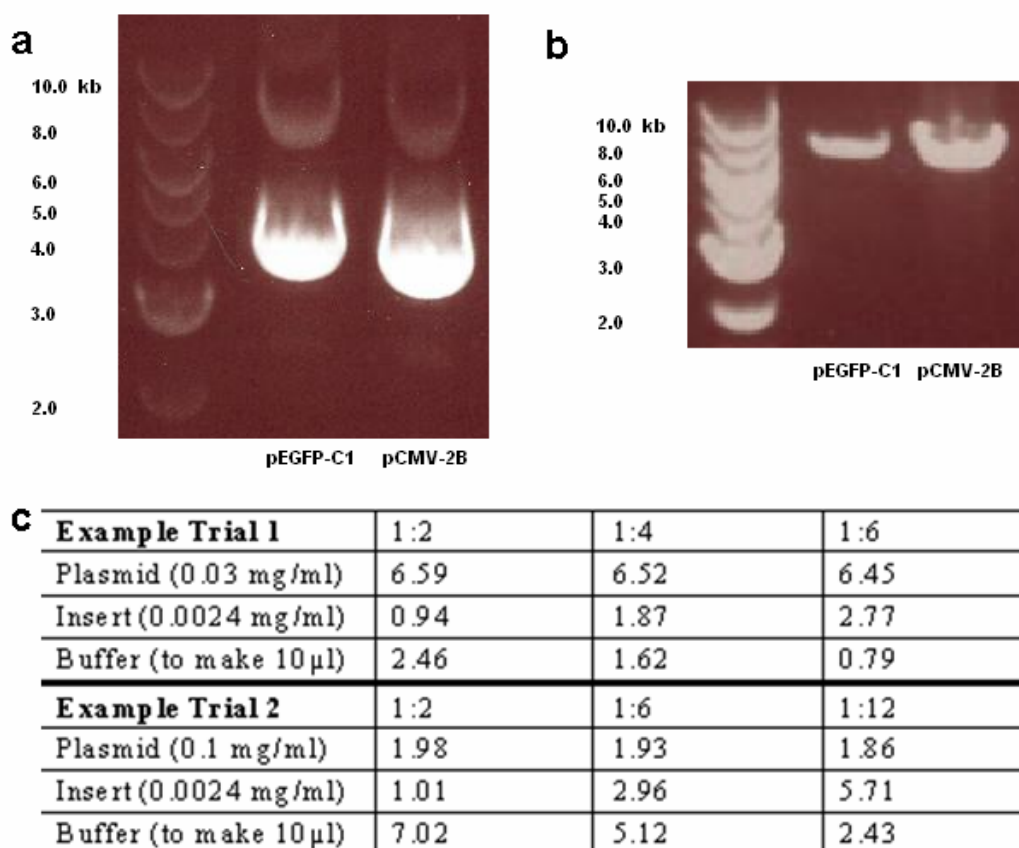 a
10.0 kb
8.0
6.0
5.0
4.0
3.0
2.0
pEGFP-C1 pCMV-2B
b
10.0 kb
8.0
6.0
5.0
4.0
3.0
2.0
pEGFP-C1 pCMV-2B
c
Example Trial 1 1:2 1:4 1:6
Plasmid (0.03 mg/ml) 6.59 6.52 6.45
Insert (0.0024 mg/ml) 0.94 1.87 2.77
Buffer (to make 10µl) 2.46 1.62 0.79
Example Trial 2 1:2 1:6 1:12
Plasmid (0.1 mg/ml) 1.98 1.93 1.86
Insert (0.0024 mg/ml) 1.01 2.96 5.71
Buffer (to make 10µl) 7.02 5.12 2.43